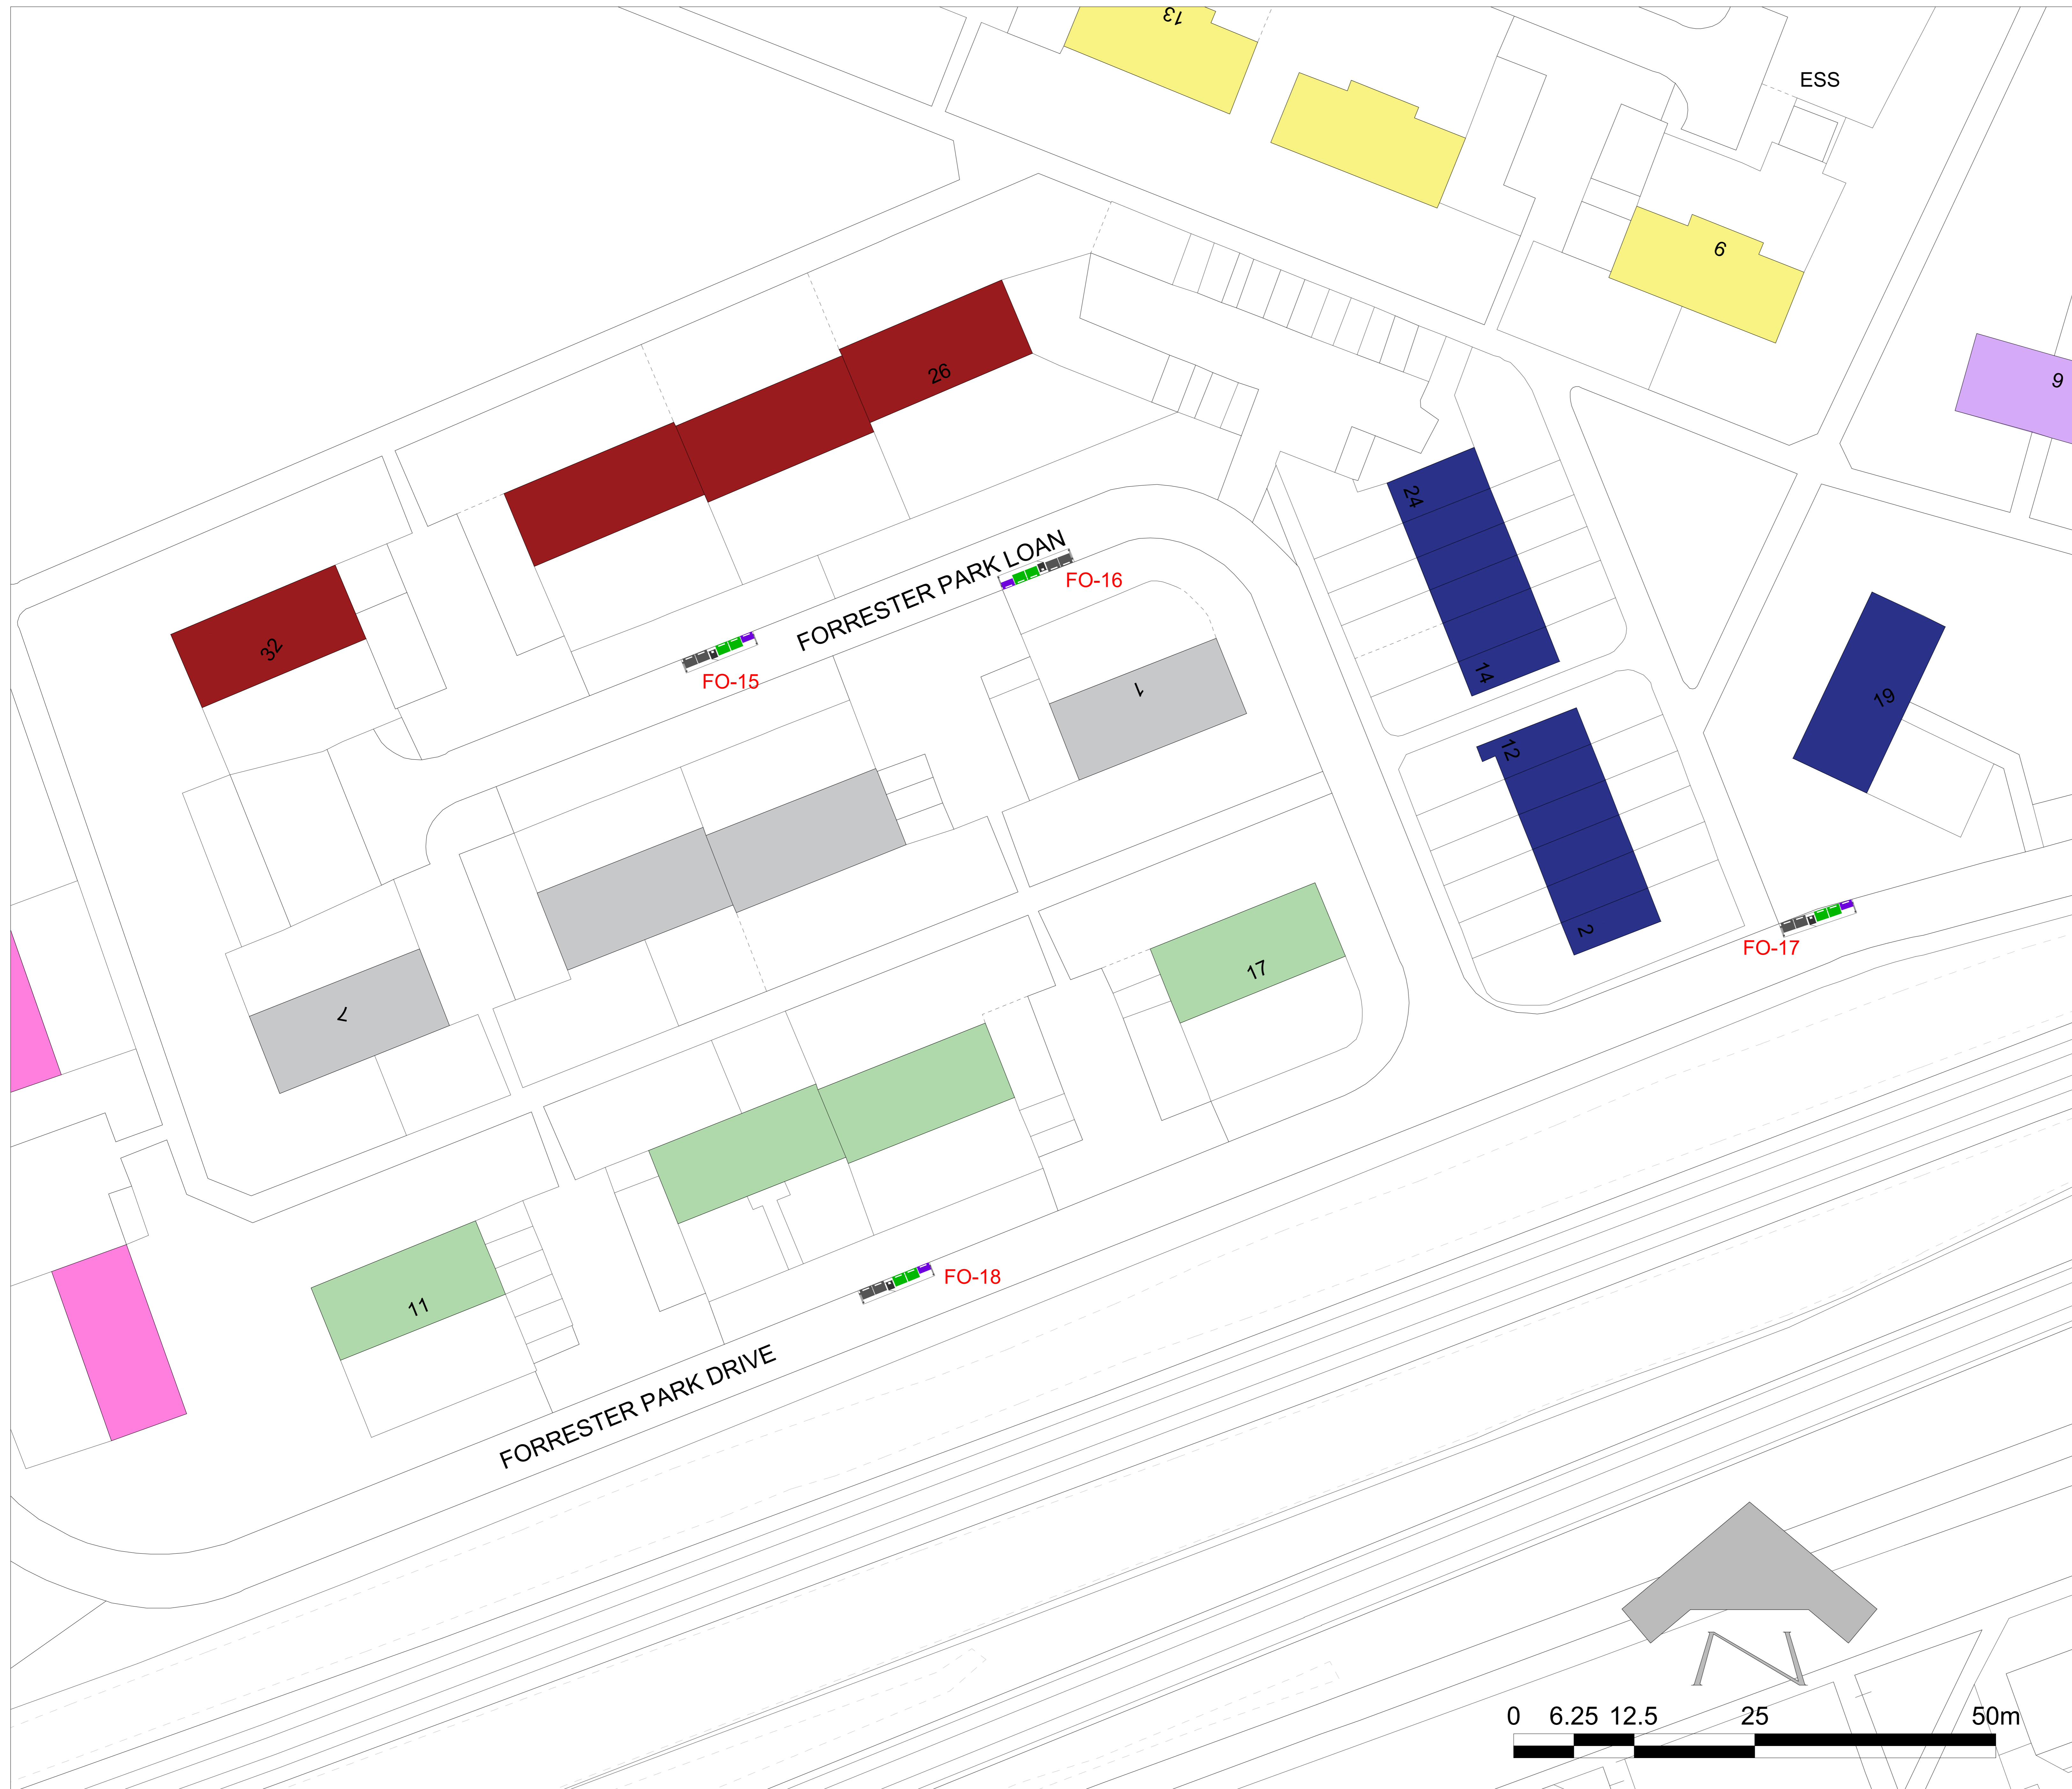 13
ESS
9
9
26
24
FORRESTER PARK LOAN
FO-16
32
FO-15
14
1
19
12
2
FO-17
17
7
FO-18
11
FORRESTER PARK DRIVE
N
0 6.25 12.5 25 50m